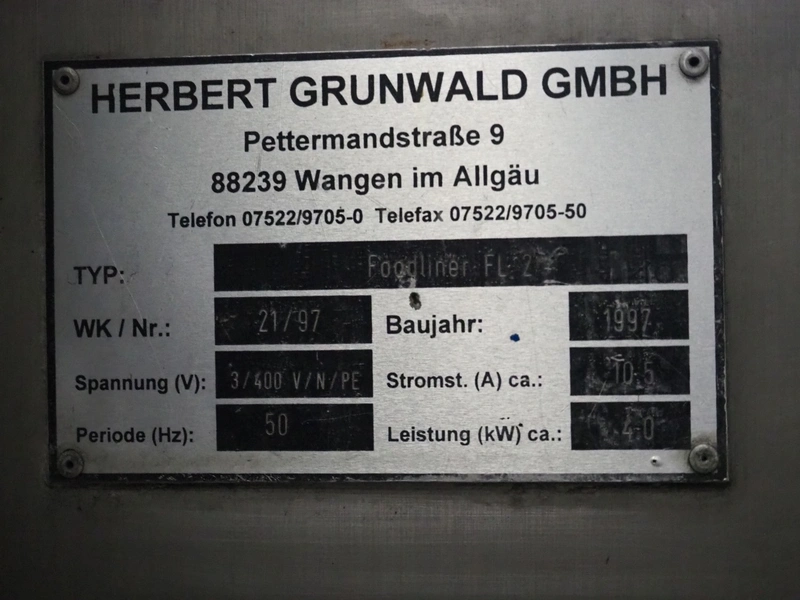 HERBERT GRUNWALD GMBH
Pettermandstraße 9
88239 Wangen im Allgäu
Telefon 07522/9705-0 Telefax 07522/9705-50
TYP: Foodliner FL 2
WK / Nr.: 21/97 Baujahr: 1997
Spannung (V): 3/400 V/N/PE Stromst. (A) ca.: 10.5
Periode (Hz): 50 Leistung (kW) ca.: 4.0